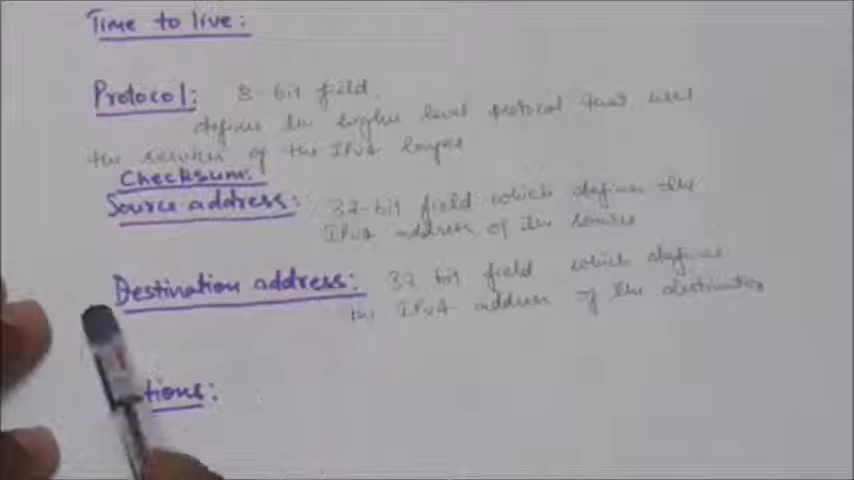 Time to live:
Protocol: 8-bit field.
defines the higher level protocol that uses
the services of the IPv4 layer
Checksum:
Source address: 32-bit field which defines the
IPv4 address of the source
Destination address: 32 bit field which defines
the IPv4 address of the destination
tions: